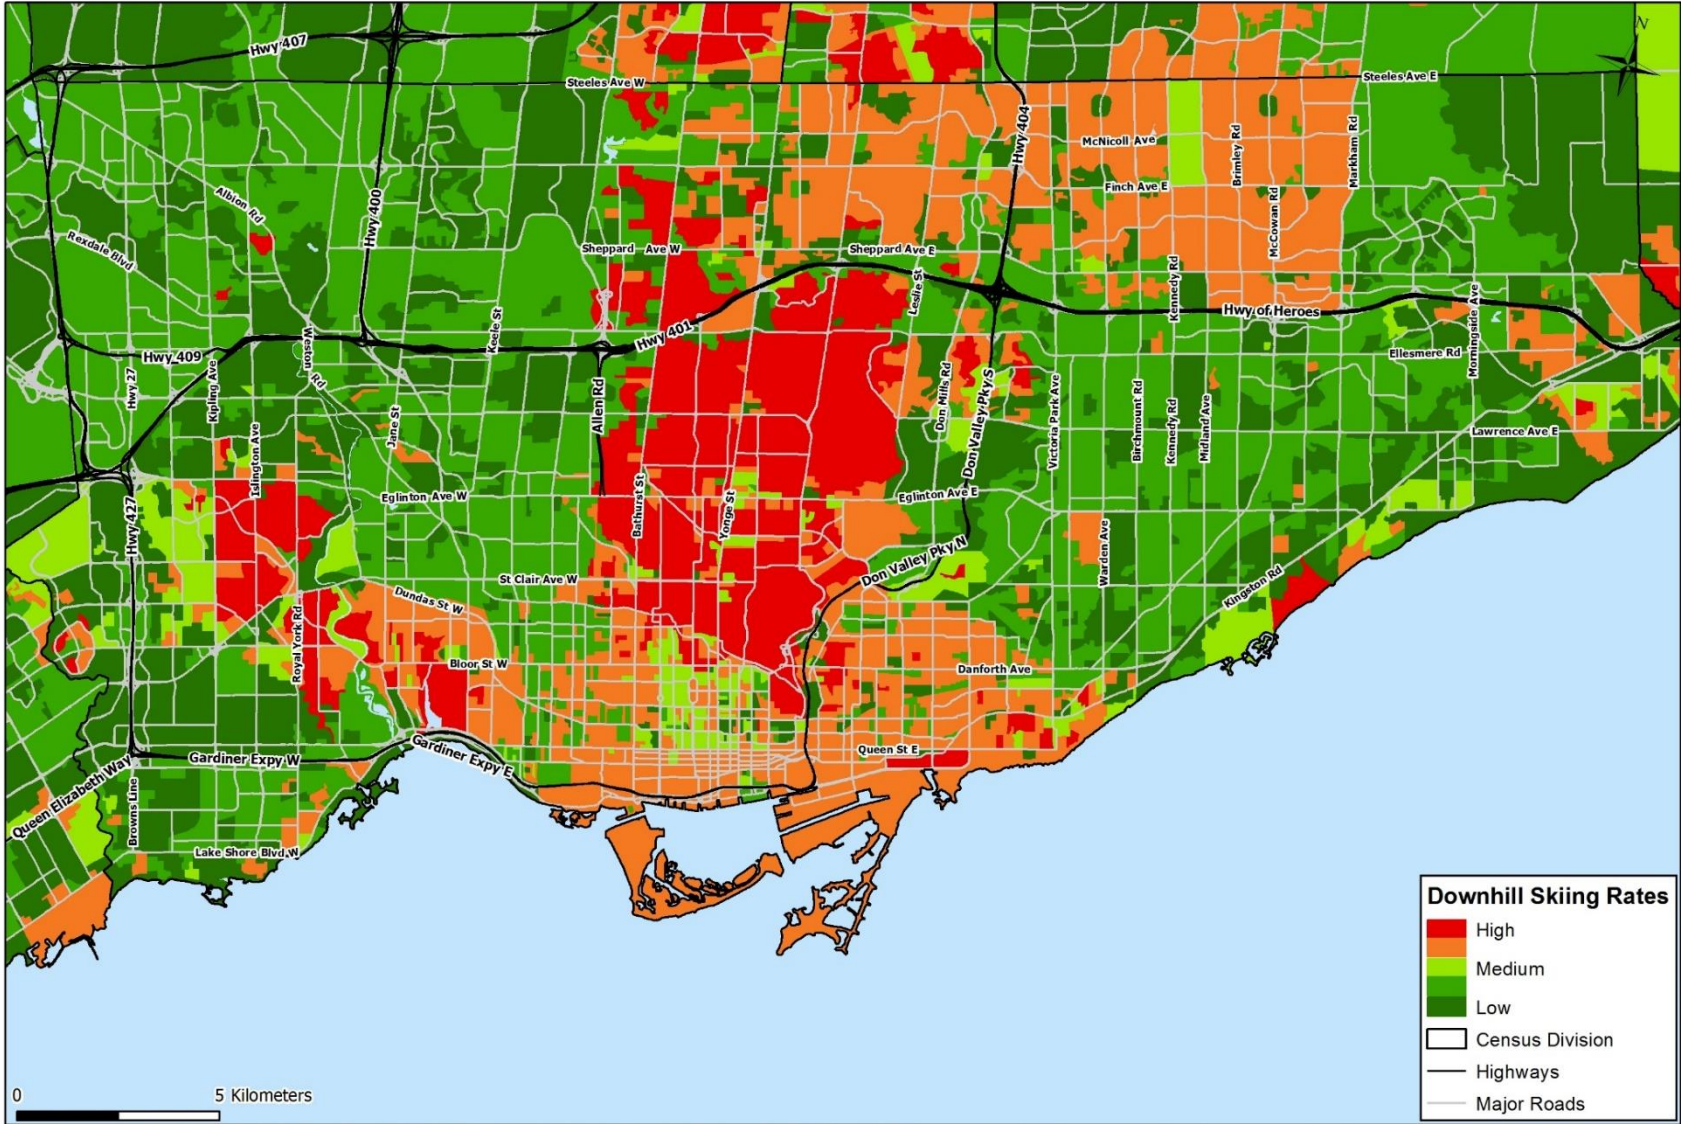 N
Hwy 407
Steeles Ave W
Steeles Ave E
Hwy 404
McNicoll Ave
Brimley Rd
Markham Rd
Finch Ave E
Albion Rd
Hwy 400
McCowan Rd
Rexdale Blvd
Sheppard Ave W
Sheppard Ave E
Leslie St
Kennedy Rd
Morningside Ave
Hwy of Heroes
Keele St
Hwy 401
Weston Rd
Hwy 409
Ellesmere Rd
Hwy 27
Kipling Ave
Allen Rd
Don Mills Rd
Don Valley Pky S
Victoria Park Ave
Birchmount Rd
Kennedy Rd
Midland Ave
Jane St
Islington Ave
Lawrence Ave E
Eglinton Ave W
Bathurst St
Yonge St
Eglinton Ave E
Hwy 427
Warden Ave
Don Valley Pky N
St Clair Ave W
Kingston Rd
Dundas St W
Royal York Rd
Bloor St W
Danforth Ave
Gardiner Expy W
Gardiner Expy E
Queen St E
Queen Elizabeth Way
Browns Line
Lake Shore Blvd W
Downhill Skiing Rates
High
Medium
Low
Census Division
Highways
Major Roads
0 5 Kilometers